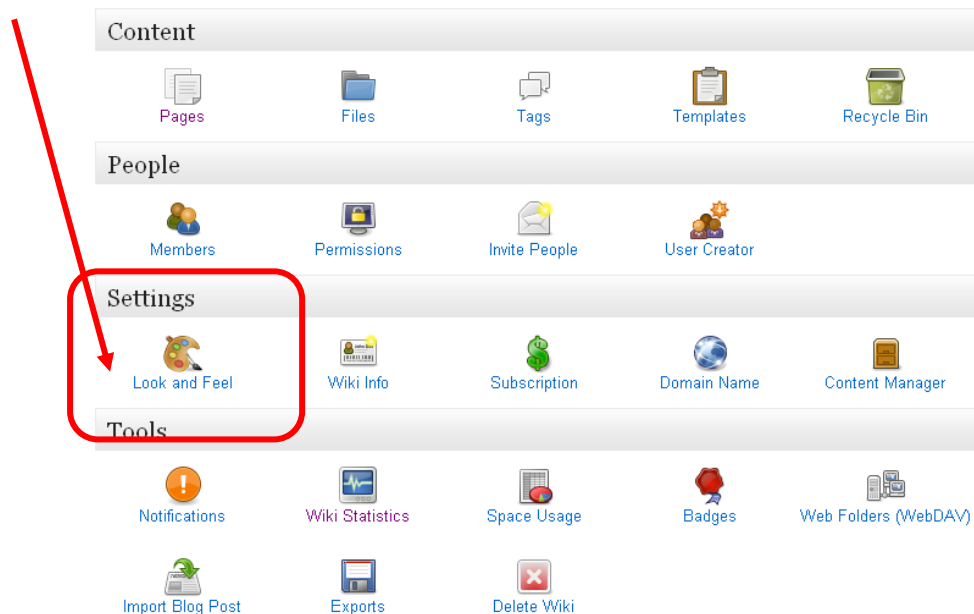 Content
Pages Files Tags Templates Recycle Bin
People
Members Permissions Invite People User Creator
Settings
Look and Feel Wiki Info Subscription Domain Name Content Manager
Tools
Notifications Wiki Statistics Space Usage Badges Web Folders (WebDAV)
Import Blog Post Exports Delete Wiki